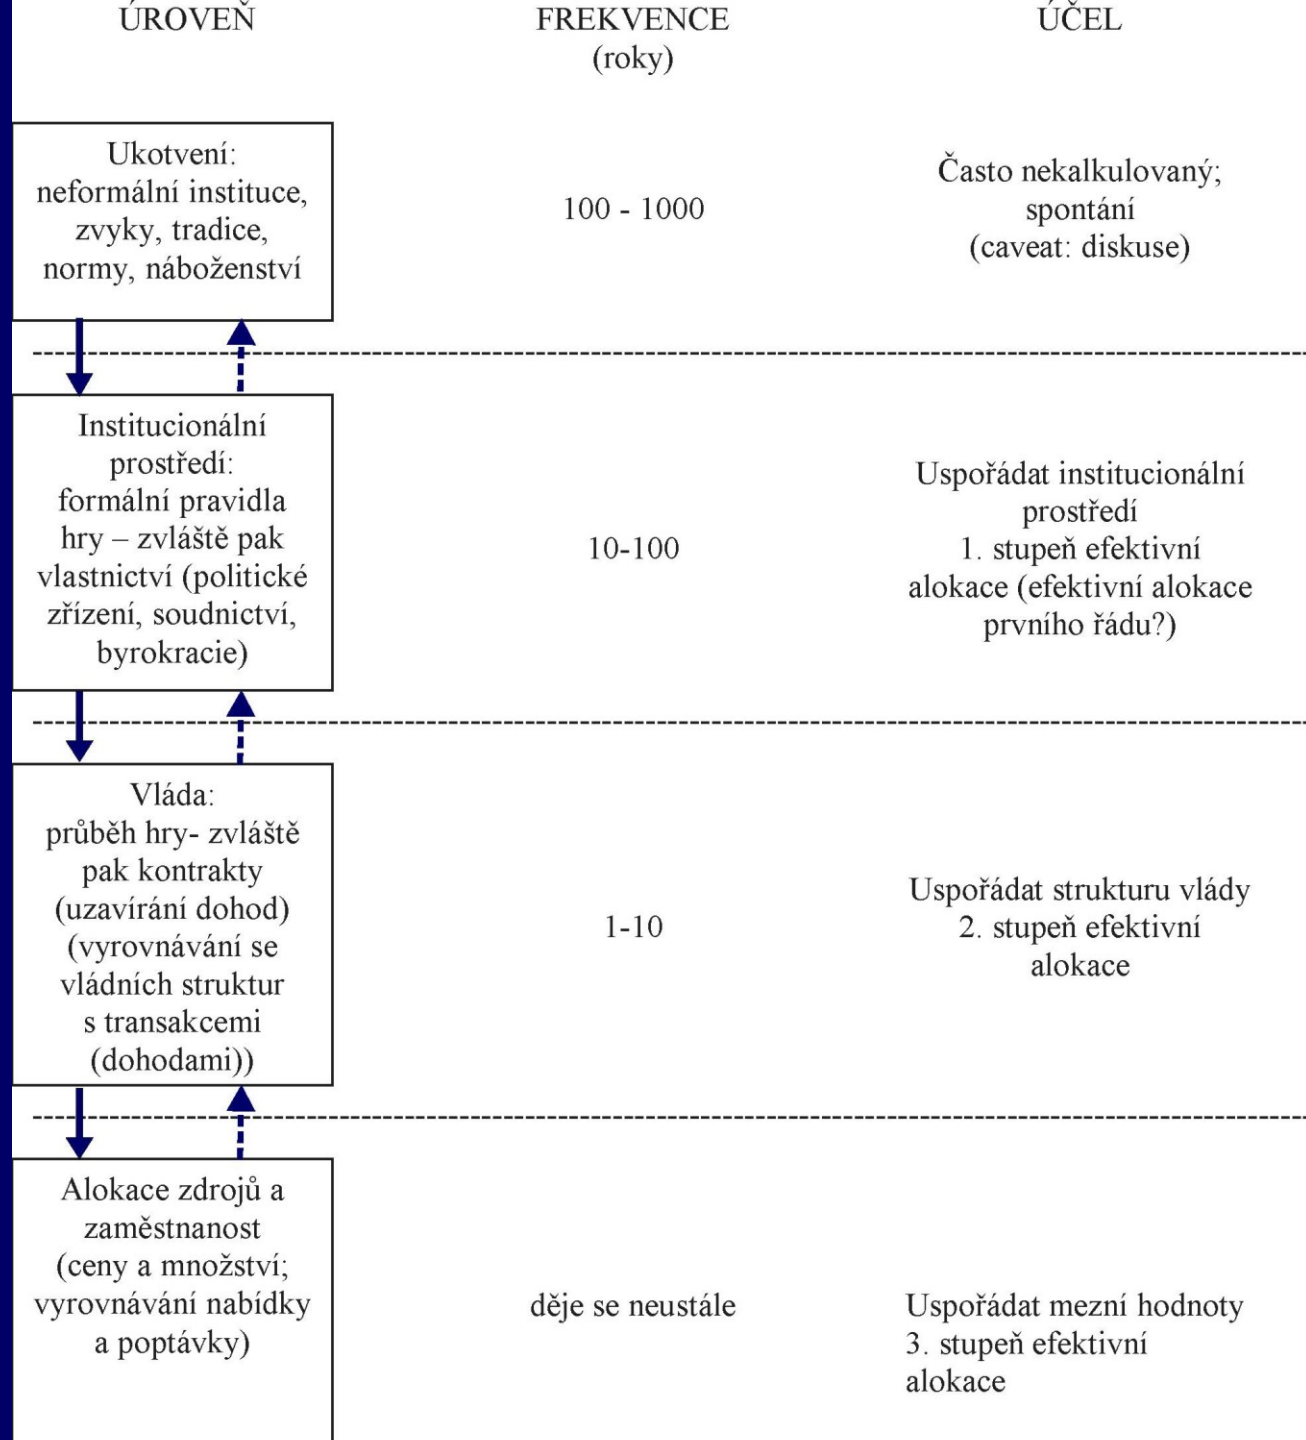 ÚROVEŇ
FREKVENCE
(roky)
ÚČEL
Ukotvení:
neformální instituce,
zvyky, tradice,
normy, náboženství
100 - 1000
Často nekalkulovaný;
spontání
(caveat: diskuse)
Institucionální
prostředí:
formální pravidla
hry – zvláště pak
vlastnictví (politické
zřízení, soudnictví,
byrokracie)
10-100
Uspořádat institucionální
prostředí
1. stupeň efektivní
alokace (efektivní alokace
prvního řádu?)
Vláda:
průběh hry- zvláště
pak kontrakty
(uzavírání dohod)
(vyrovnávání se
vládních struktur
s transakcemi
(dohodami))
1-10
Uspořádat strukturu vlády
2. stupeň efektivní
alokace
Alokace zdrojů a
zaměstnanost
(ceny a množství;
vyrovnávání nabídky
a poptávky)
děje se neustále
Uspořádat mezní hodnoty
3. stupeň efektivní
alokace